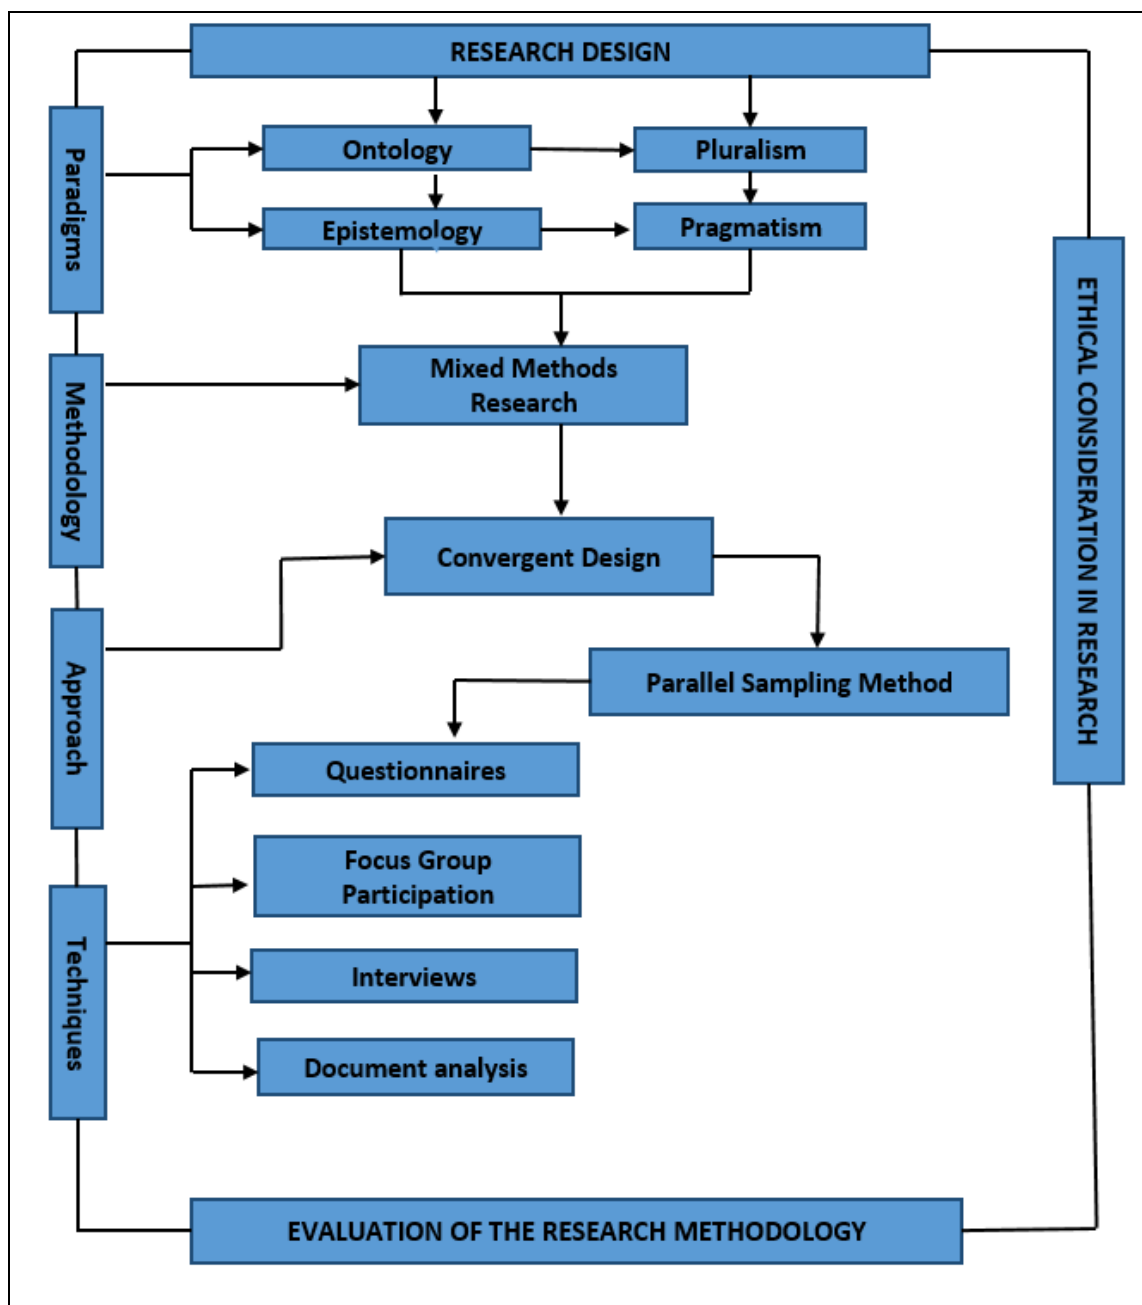 RESEARCH DESIGN
Paradigms
Ontology
Pluralism
Epistemology
Pragmatism
Methodology
Mixed Methods
Research
Convergent Design
Approach
Parallel Sampling Method
ETHICAL CONSIDERATION IN RESEARCH
Techniques
Questionnaires
Focus Group
Participation
Interviews
Document analysis
EVALUATION OF THE RESEARCH METHODOLOGY